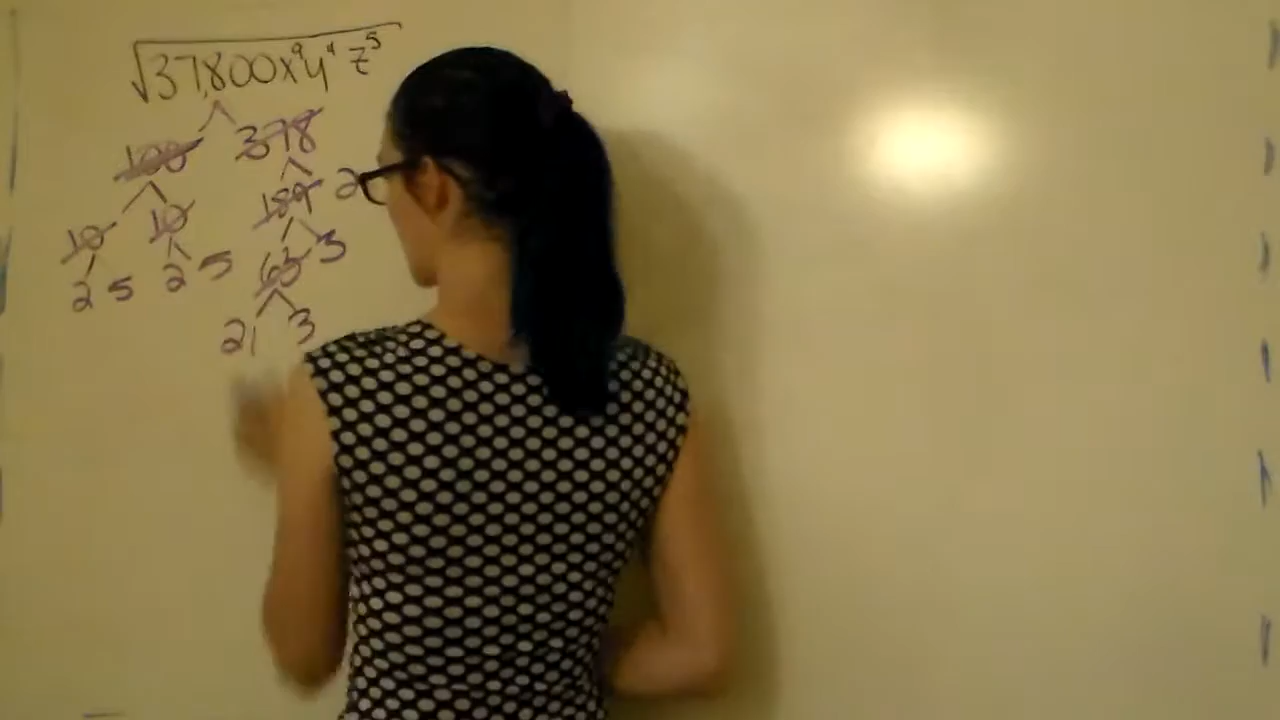 √37,800x⁹y⁴z⁵
100 378
10 10 189 2
2 5 2 5 63 3
21 3